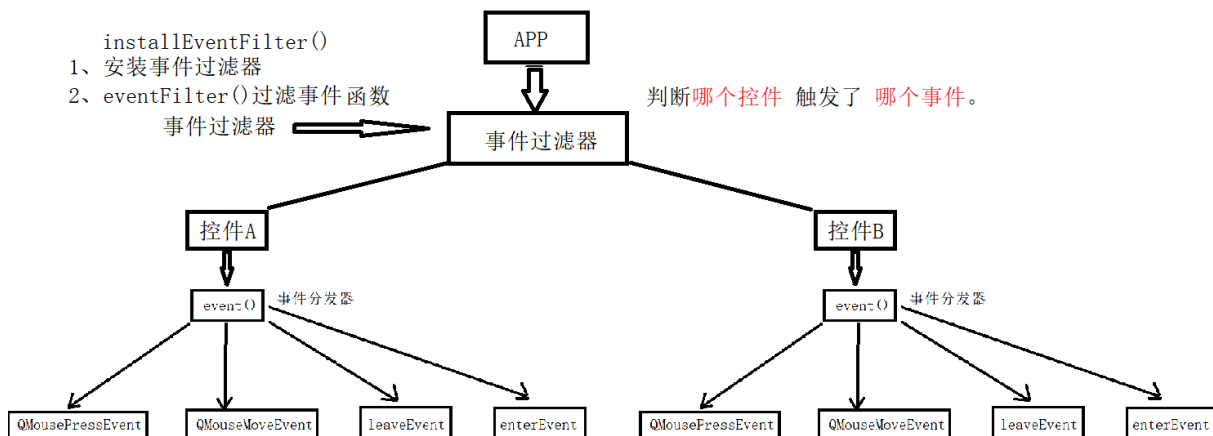 APP
installEventFilter()
1、安装事件过滤器
2、eventFilter()过滤事件函数
事件过滤器
判断哪个控件 触发了 哪个事件。
事件过滤器
控件A
控件B
event()
事件分发器
event()
事件分发器
QMousePressEvent
QMouseMoveEvent
leaveEvent
enterEvent
QMousePressEvent
QMouseMoveEvent
leaveEvent
enterEvent